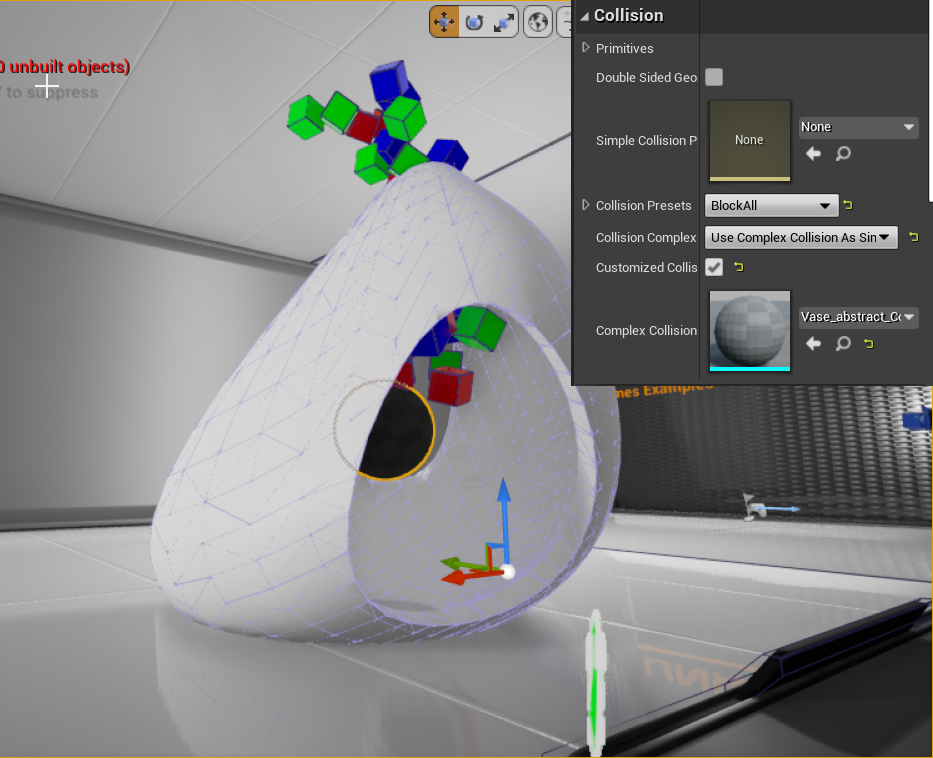 0 unbuilt objects)
' to suppress
Collision
Primitives
Double Sided Geo
Simple Collision P
None
None
Collision Presets
BlockAll
Collision Complex
Use Complex Collision As Sin
Customized Collis
Complex Collision
Vase_abstract_Co
nes Examples